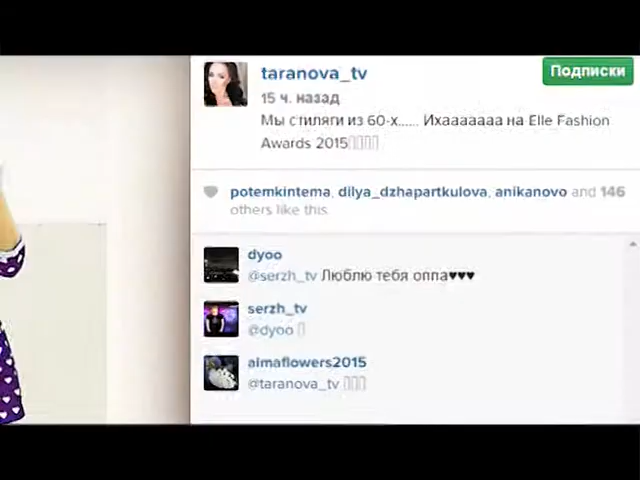 taranova_tv
Подписки
15 ч. назад
Мы стиляги из 60-х...... Ихааааааа на Elle Fashion
Awards 2015
potemkintema, dilya_dzhapartkulova, anikanovo and 146
others like this.
dyoo
@serzh_tv Люблю тебя оппа♥♥♥
serzh_tv
@dyoo
almaflowers2015
@taranova_tv